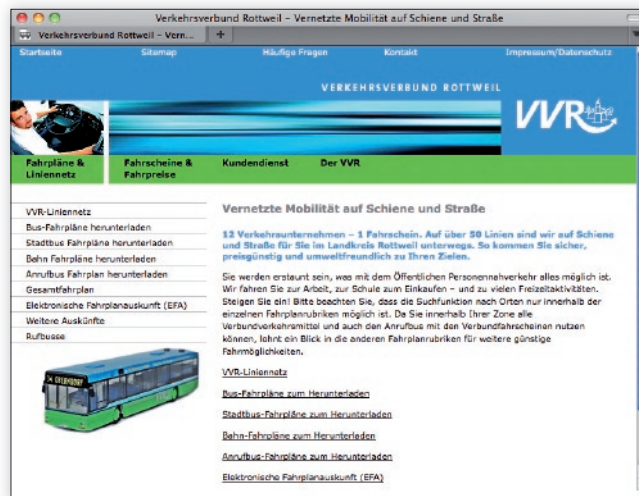 Verkehrsverbund Rottweil – Vernetzte Mobilität auf Schiene und Straße
Verkehrsverbund Rottweil – Vern...
Startseite
Sitemap
Häufige Fragen
Kontakt
Impressum/Datenschutz
VERKEHRSVERBUND ROTTWEIL
VVR
Fahrpläne &
Liniennetz
Fahrscheine &
Fahrpreise
Kundendienst
Der VVR
VVR-Liniennetz
Bus-Fahrpläne herunterladen
Stadtbus Fahrpläne herunterladen
Bahn Fahrpläne herunterladen
Anrufbus Fahrplan herunterladen
Gesamtfahrplan
Elektronische Fahrplanauskunft (EFA)
Weitere Auskünfte
Rufbusse
Vernetzte Mobilität auf Schiene und Straße
12 Verkehrsunternehmen – 1 Fahrschein. Auf über 50 Linien sind wir auf Schiene
und Straße für Sie im Landkreis Rottweil unterwegs. So kommen Sie sicher,
preisgünstig und umweltfreundlich zu Ihren Zielen.
Sie werden erstaunt sein, was mit dem Öffentlichen Personennahverkehr alles möglich ist.
Wir fahren Sie zur Arbeit, zur Schule zum Einkaufen – und zu vielen Freizeitaktivitäten.
Steigen Sie ein! Bitte beachten Sie, dass die Suchfunktion nach Orten nur innerhalb der
einzelnen Fahrplanrubriken möglich ist. Da Sie innerhalb Ihrer Zone alle
Verbundverkehrsmittel und auch den Anrufbus mit den Verbundfahrscheinen nutzen
können, lohnt ein Blick in die anderen Fahrplanrubriken für weitere günstige
Fahrmöglichkeiten.
VVR-Liniennetz
Bus-Fahrpläne zum Herunterladen
Stadtbus-Fahrpläne zum Herunterladen
Bahn-Fahrpläne zum Herunterladen
Anrufbus-Fahrpläne zum Herunterladen
Elektronische Fahrplanauskunft (EFA)